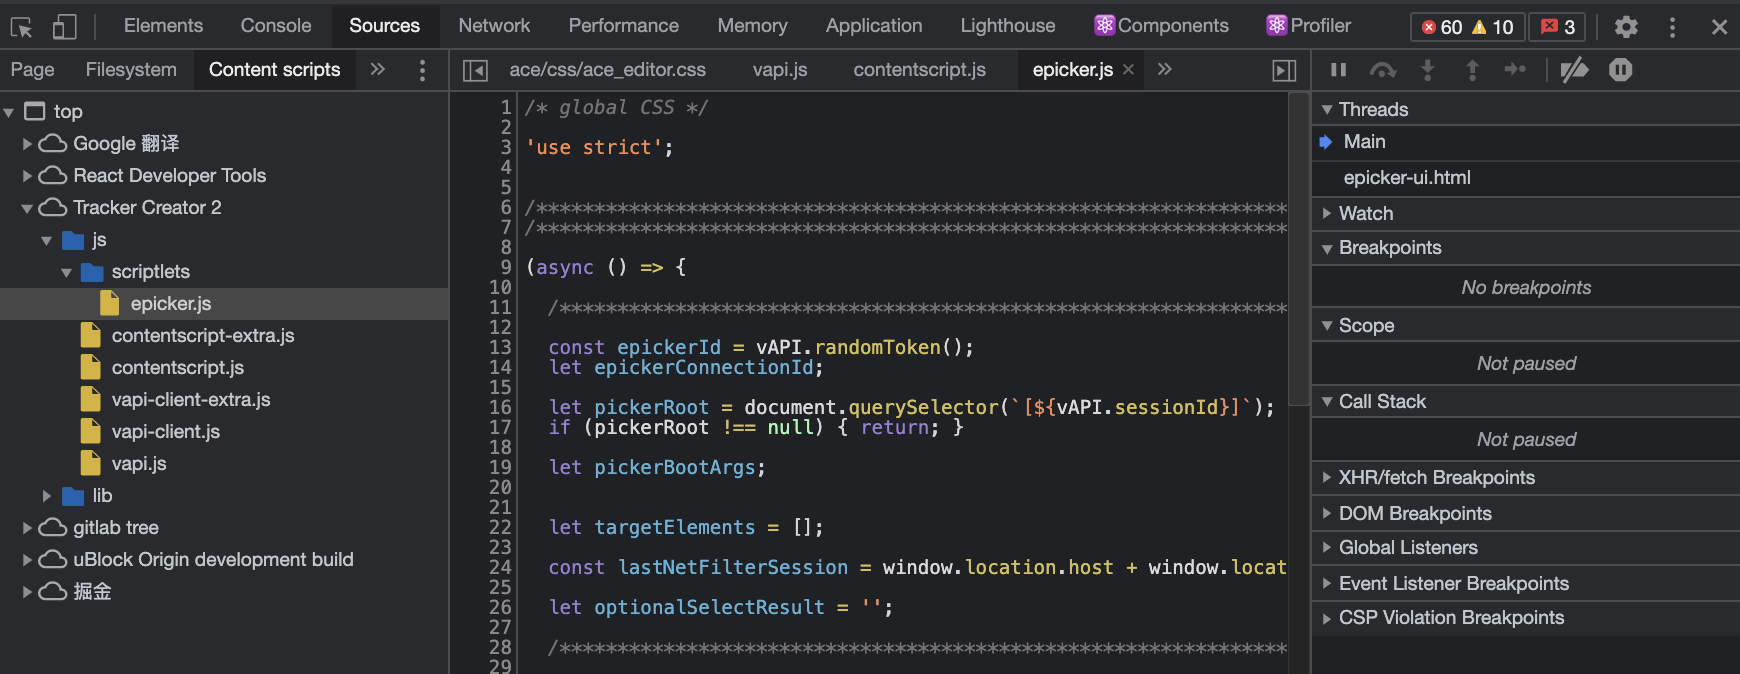 Elements Console Sources Network Performance Memory Application Lighthouse Components Profiler 60 10 3
Page Filesystem Content scripts
top
Google 翻译
React Developer Tools
Tracker Creator 2
js
scriptlets
epicker.js
contentscript-extra.js
contentscript.js
vapi-client-extra.js
vapi-client.js
vapi.js
lib
gitlab tree
uBlock Origin development build
掘金
ace/css/ace_editor.css vapi.js contentscript.js epicker.js
1 /* global CSS */
2
3 'use strict';
4
5
6 /******************************************************************
7 /******************************************************************
8
9 (async () => {
10
11 /****************************************************************
12
13 const epickerId = vAPI.randomToken();
14 let epickerConnectionId;
15
16 let pickerRoot = document.querySelector(`[${vAPI.sessionId}]`);
17 if (pickerRoot !== null) { return; }
18
19 let pickerBootArgs;
20
21
22 let targetElements = [];
23
24 const lastNetFilterSession = window.location.host + window.locat
25
26 let optionalSelectResult = '';
27
28 /****************************************************************
29
Threads
Main
epicker-ui.html
Watch
Breakpoints
No breakpoints
Scope
Not paused
Call Stack
Not paused
XHR/fetch Breakpoints
DOM Breakpoints
Global Listeners
Event Listener Breakpoints
CSP Violation Breakpoints